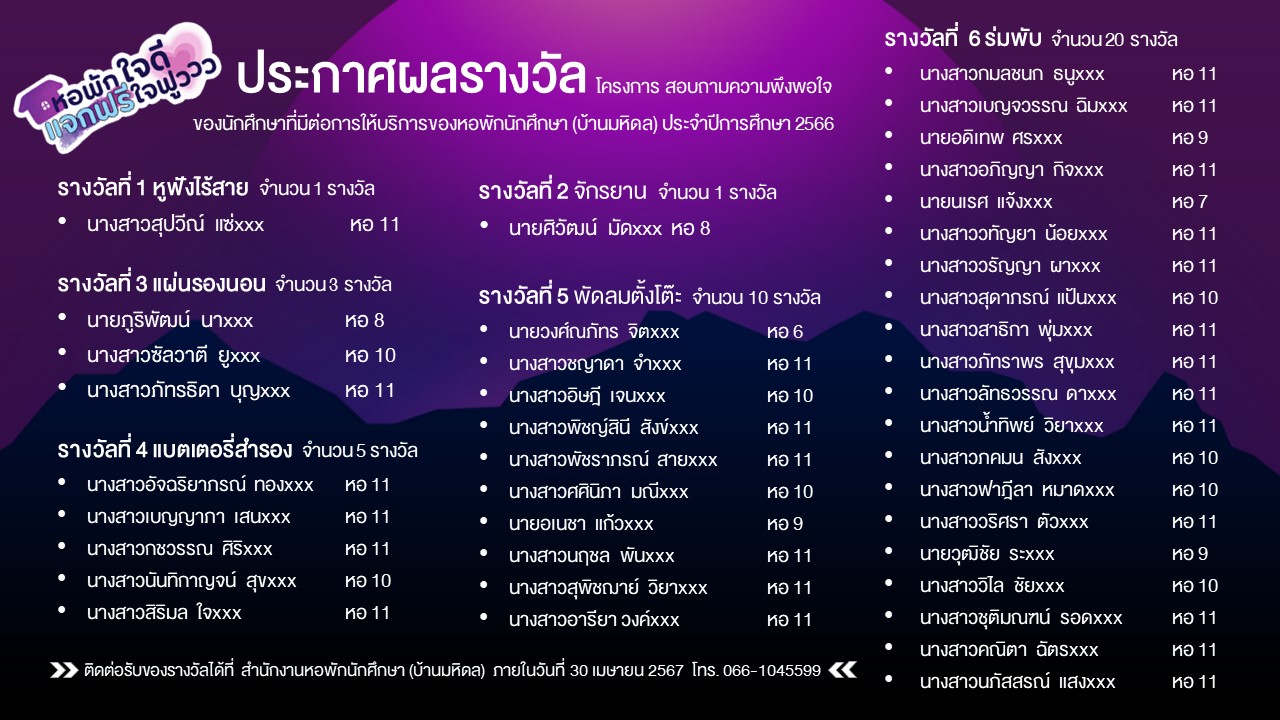 หอพักใจดี
แจกฟรีใจฟูววว
ประกาศผลรางวัล โครงการ สอบถามความพึงพอใจ
ของนักศึกษาที่มีต่อการให้บริการของหอพักนักศึกษา (บ้านมหิดล) ประจำปีการศึกษา 2566
รางวัลที่ 1 หูฟังไร้สาย จำนวน 1 รางวัล
• นางสาวสุปวีณ์ แซ่xxx หอ 11
รางวัลที่ 2 จักรยาน จำนวน 1 รางวัล
• นายศิวัฒน์ มัดxxx หอ 8
รางวัลที่ 3 แผ่นรองนอน จำนวน 3 รางวัล
• นายภูริพัฒน์ นาxxx หอ 8
• นางสาวซัลวาตี ยูxxx หอ 10
• นางสาวภัทรธิดา บุญxxx หอ 11
รางวัลที่ 4 แบตเตอรี่สำรอง จำนวน 5 รางวัล
• นางสาวอัจฉริยาภรณ์ ทองxxx หอ 11
• นางสาวเบญญาภา เสนxxx หอ 11
• นางสาวกชวรรณ ศิริxxx หอ 11
• นางสาวนันทิกาญจน์ สุขxxx หอ 10
• นางสาวสิริมล ใจxxx หอ 11
รางวัลที่ 5 พัดลมตั้งโต๊ะ จำนวน 10 รางวัล
• นายวงศ์ณภัทร จิตxxx หอ 6
• นางสาวชญาดา จำxxx หอ 11
• นางสาวอิษฎี เจนxxx หอ 10
• นางสาวพิชญ์สินี สังข์xxx หอ 11
• นางสาวพัชราภรณ์ สายxxx หอ 11
• นางสาวศศินิภา มณีxxx หอ 10
• นายอเนชา แก้วxxx หอ 9
• นางสาวนฤชล พันxxx หอ 11
• นางสาวสุพิชฌาย์ วิยาxxx หอ 11
• นางสาวอารียา วงค์xxx หอ 11
รางวัลที่ 6 ร่มพับ จำนวน 20 รางวัล
• นางสาวกมลชนก ธนูxxx หอ 11
• นางสาวเบญจวรรณ ฉิมxxx หอ 11
• นายอดิเทพ ศรxxx หอ 9
• นางสาวอภิญญา กิจxxx หอ 11
• นายนเรศ แจ้งxxx หอ 7
• นางสาววทัญยา น้อยxxx หอ 11
• นางสาววรัญญา ผาxxx หอ 11
• นางสาวสุดาภรณ์ แป้นxxx หอ 10
• นางสาวสาธิกา พุ่มxxx หอ 11
• นางสาวภัทราพร สุขุมxxx หอ 11
• นางสาวลัทธวรรณ ดาxxx หอ 11
• นางสาวน้ำทิพย์ วิยาxxx หอ 11
• นางสาวกคมน สังxxx หอ 10
• นางสาวฟาฎีลา หมาดxxx หอ 10
• นางสาววริศรา ตัวxxx หอ 11
• นายวุฒิชัย ระxxx หอ 9
• นางสาววิไล ชัยxxx หอ 10
• นางสาวชุติมณฑน์ รอดxxx หอ 11
• นางสาวคณิตา ฉัตรxxx หอ 11
• นางสาวนภัสสรณ์ แสงxxx หอ 11
ติดต่อรับของรางวัลได้ที่ สำนักงานหอพักนักศึกษา (บ้านมหิดล) ภายในวันที่ 30 เมษายน 2567 โทร. 066-1045599